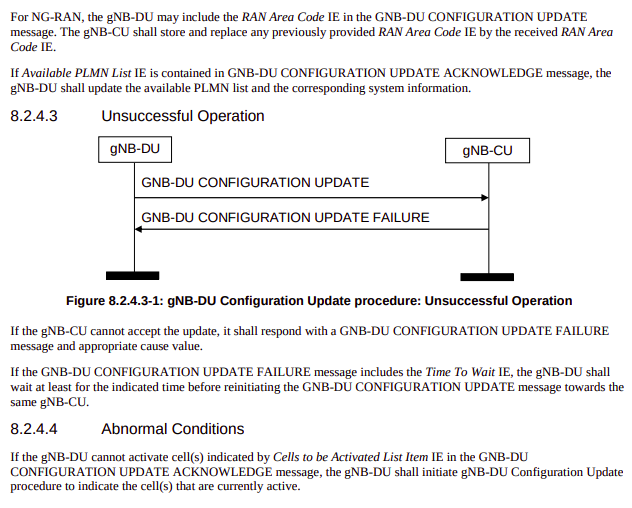 For NG-RAN, the gNB-DU may include the RAN Area Code IE in the GNB-DU CONFIGURATION UPDATE
message. The gNB-CU shall store and replace any previously provided RAN Area Code IE by the received RAN Area
Code IE.
If Available PLMN List IE is contained in GNB-DU CONFIGURATION UPDATE ACKNOWLEDGE message, the
gNB-DU shall update the available PLMN list and the corresponding system information.
8.2.4.3 Unsuccessful Operation
gNB-DU
gNB-CU
GNB-DU CONFIGURATION UPDATE
GNB-DU CONFIGURATION UPDATE FAILURE
Figure 8.2.4.3-1: gNB-DU Configuration Update procedure: Unsuccessful Operation
If the gNB-CU cannot accept the update, it shall respond with a GNB-DU CONFIGURATION UPDATE FAILURE
message and appropriate cause value.
If the GNB-DU CONFIGURATION UPDATE FAILURE message includes the Time To Wait IE, the gNB-DU shall
wait at least for the indicated time before reinitiating the GNB-DU CONFIGURATION UPDATE message towards the
same gNB-CU.
8.2.4.4 Abnormal Conditions
If the gNB-DU cannot activate cell(s) indicated by Cells to be Activated List Item IE in the GNB-DU
CONFIGURATION UPDATE ACKNOWLEDGE message, the gNB-DU shall initiate gNB-DU Configuration Update
procedure to indicate the cell(s) that are currently active.